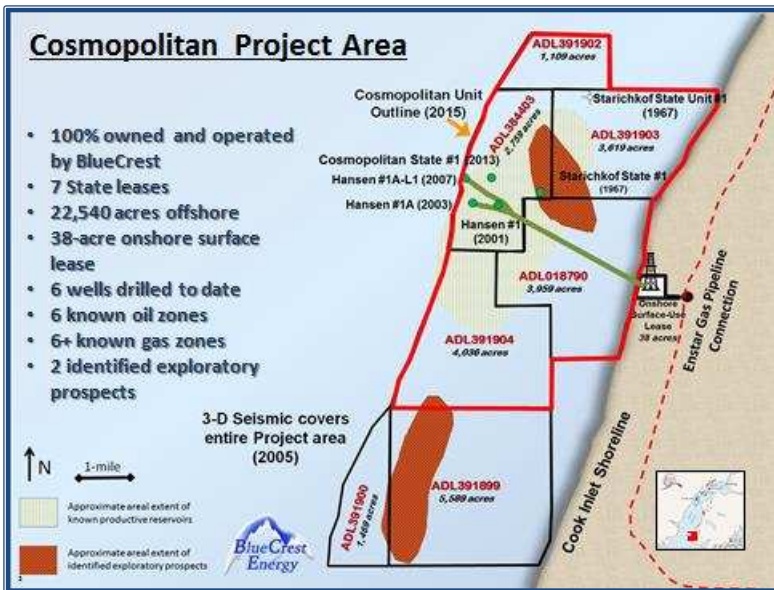 Cosmopolitan Project Area
• 100% owned and operated
by BlueCrest
• 7 State leases
• 22,540 acres offshore
• 38-acre onshore surface
lease
• 6 wells drilled to date
• 6 known oil zones
• 6+ known gas zones
• 2 identified exploratory
prospects
Cosmopolitan Unit
Outline (2015)
ADL391902
1,109 acres
ADL384403
2,759 acres
Starichkof State Unit #1
(1967)
ADL391903
3,619 acres
Cosmopolitan State #1 (2013)
Hansen #1A-L1 (2007)
Hansen #1A (2003)
Starichkof State #1
(1967)
Hansen #1
(2001)
ADL018790
3,959 acres
Onshore
Surface-Use
Lease
38 acres
Enstar Gas Pipeline
Connection
ADL391904
4,036 acres
3-D Seismic covers
entire Project area
(2005)
Cook Inlet Shoreline
ADL391900
1,469 acres
ADL391899
5,589 acres
N
1-mile
Approximate areal extent of
known productive reservoirs
Approximate areal extent of
identified exploratory prospects
BlueCrest
Energy